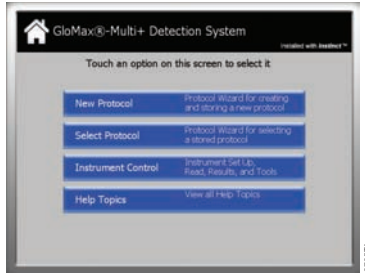 GloMax®-Multi+ Detection System
Installed with Instinct™
Touch an option on this screen to select it
New Protocol
Protocol Wizard for creating
and storing a new protocol
Select Protocol
Protocol Wizard for selecting
a stored protocol
Instrument Control
Instrument Set Up,
Read, Results, and Tools
Help Topics
View all Help Topics